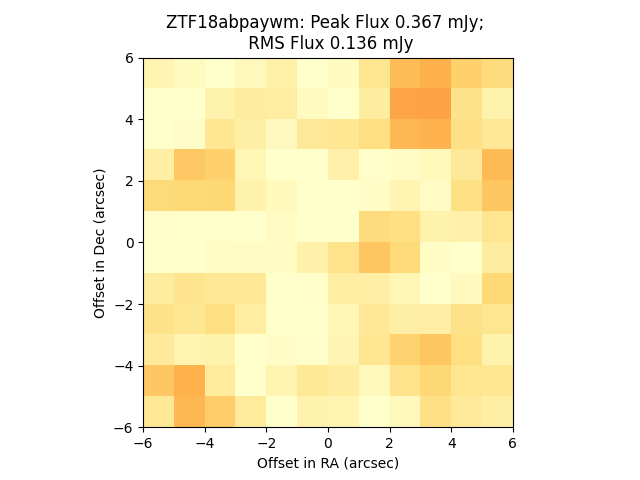 ZTF18abpaywm: Peak Flux 0.367 mJy;
RMS Flux 0.136 mJy
6
4
2
0
−2
−4
−6
Offset in Dec (arcsec)
−6 −4 −2 0 2 4 6
Offset in RA (arcsec)